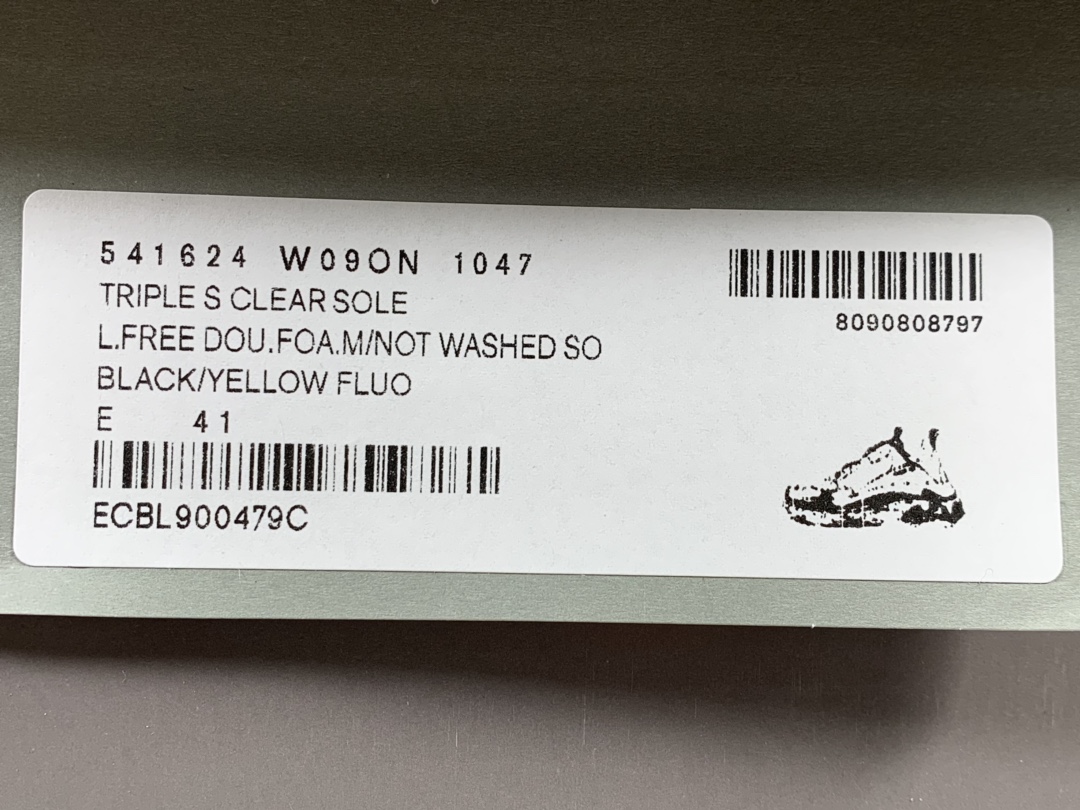 541624 W09ON 1047
TRIPLE S CLEAR SOLE
L.FREE DOU.FOA.M/NOT WASHED SO
BLACK/YELLOW FLUO
E 41
ECBL900479C
8090808797